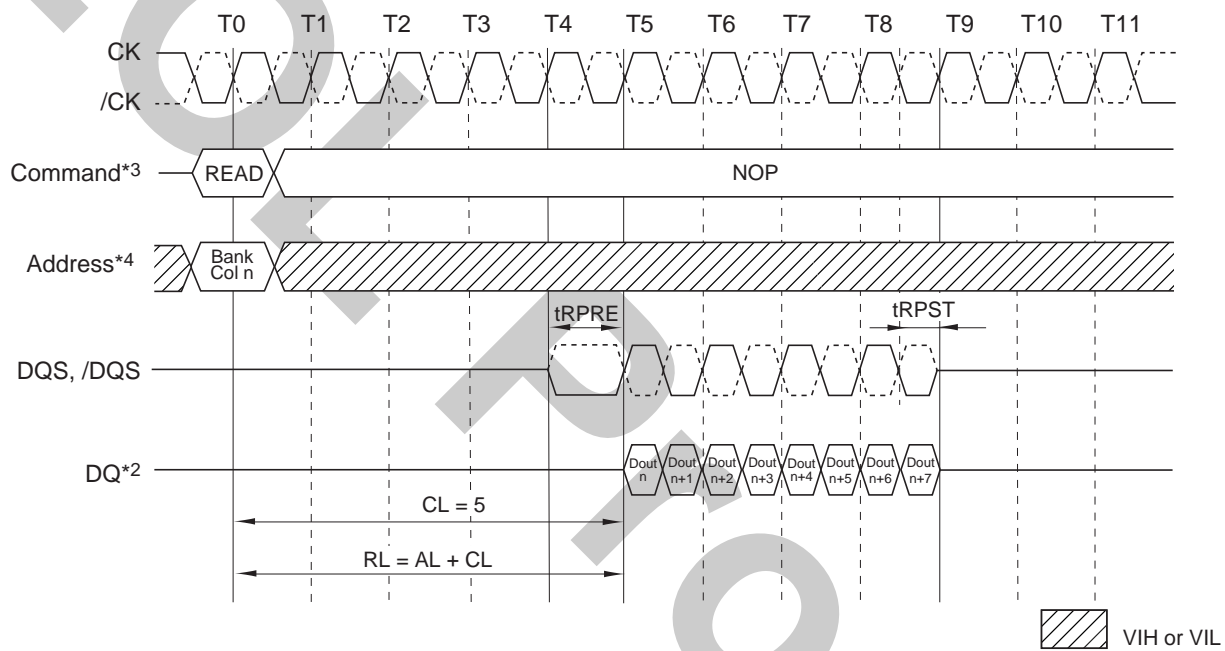 T0 T1 T2 T3 T4 T5 T6 T7 T8 T9 T10 T11
CK
/CK
Command*3 READ NOP
Address*4 Bank Col n
tRPRE tRPST
DQS, /DQS
DQ*2 Dout n Dout n+1 Dout n+2 Dout n+3 Dout n+4 Dout n+5 Dout n+6 Dout n+7
CL = 5
RL = AL + CL
VIH or VIL